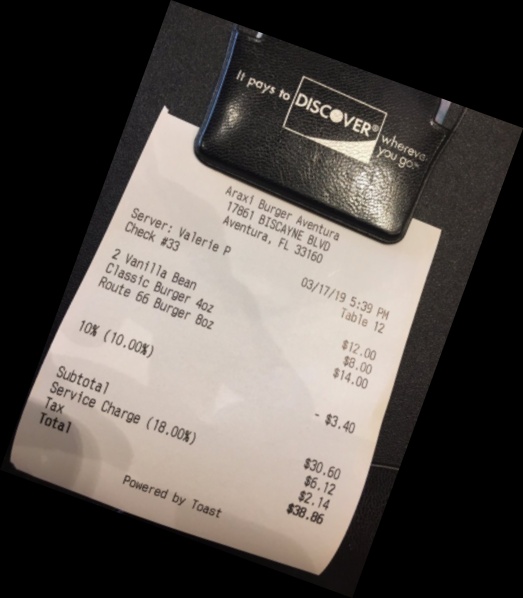 It pays to DISCOVER® wherever you go.℠
Araxi Burger Aventura
17861 BISCAYNE BLVD
Aventura, FL 33160
Server: Valerie P 03/17/19 5:39 PM
Check #33 Table 12
2 Vanilla Bean $12.00
Classic Burger 4oz $8.00
Route 66 Burger 8oz $14.00
10% (10.00%) - $3.40
Subtotal $30.60
Service Charge (18.00%) $6.12
Tax $2.14
Total $38.86
Powered by Toast